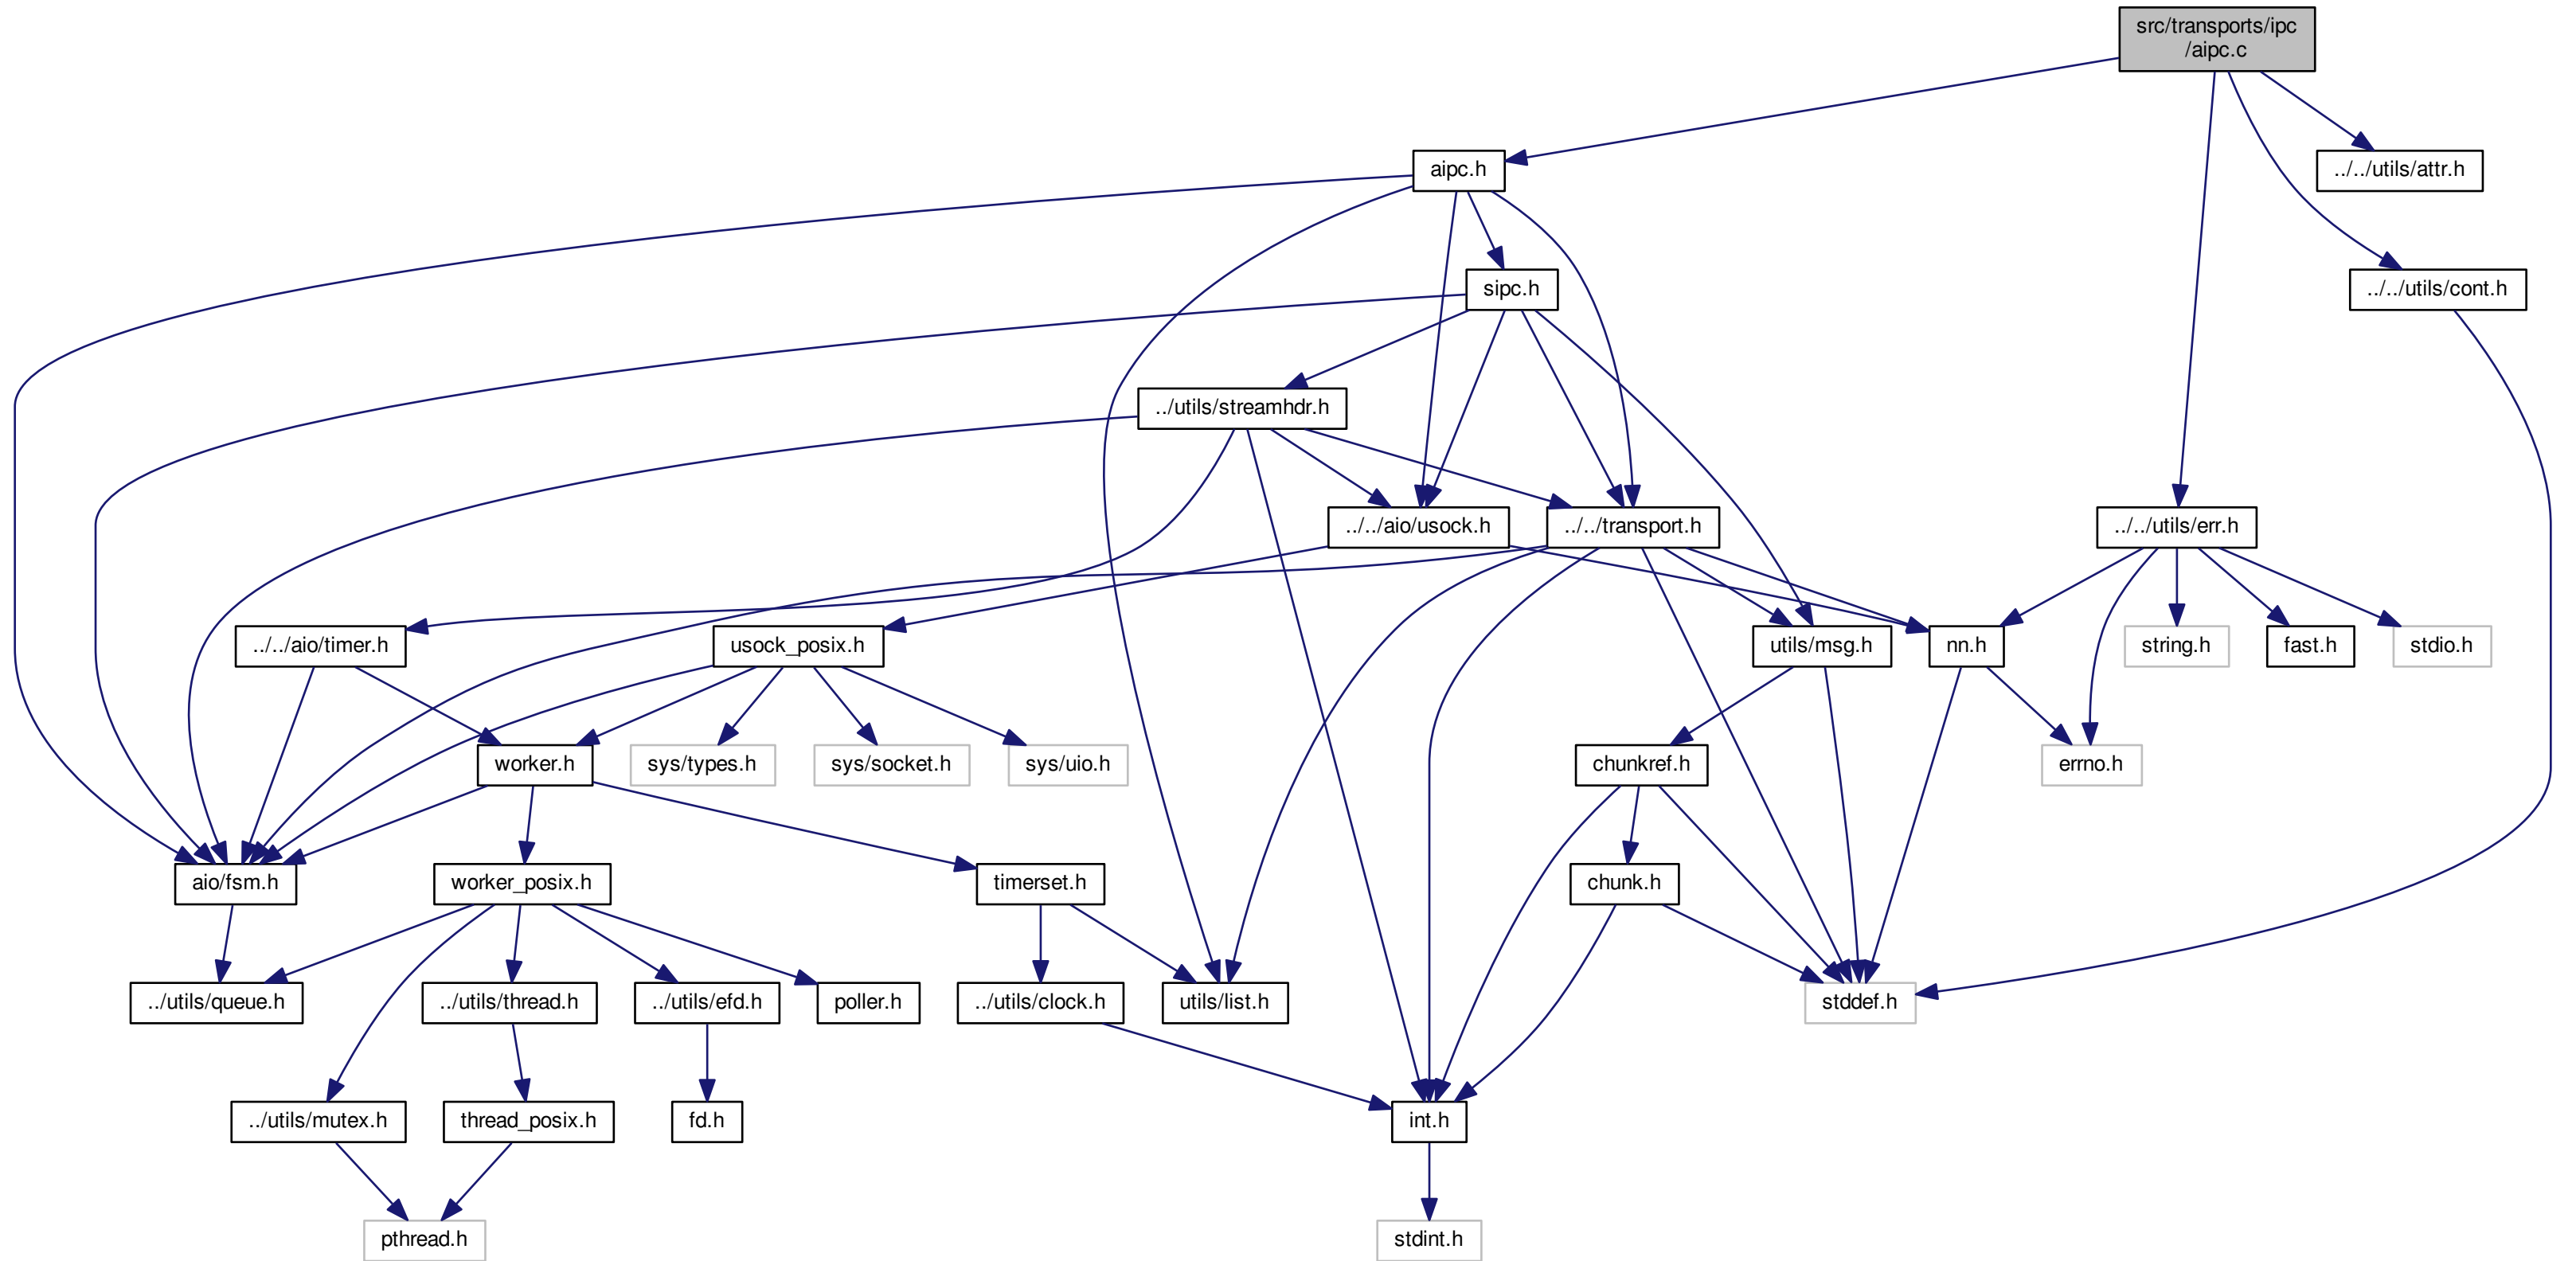 src/transports/ipc
/aipc.c
aipc.h
../../utils/attr.h
sipc.h
../../utils/cont.h
../utils/streamhdr.h
../../aio/usock.h
../../transport.h
../../utils/err.h
../../aio/timer.h
usock_posix.h
utils/msg.h
nn.h
string.h
fast.h
stdio.h
worker.h
sys/types.h
sys/socket.h
sys/uio.h
chunkref.h
errno.h
aio/fsm.h
worker_posix.h
timerset.h
chunk.h
../utils/queue.h
../utils/thread.h
../utils/efd.h
poller.h
../utils/clock.h
utils/list.h
stddef.h
../utils/mutex.h
thread_posix.h
fd.h
int.h
pthread.h
stdint.h